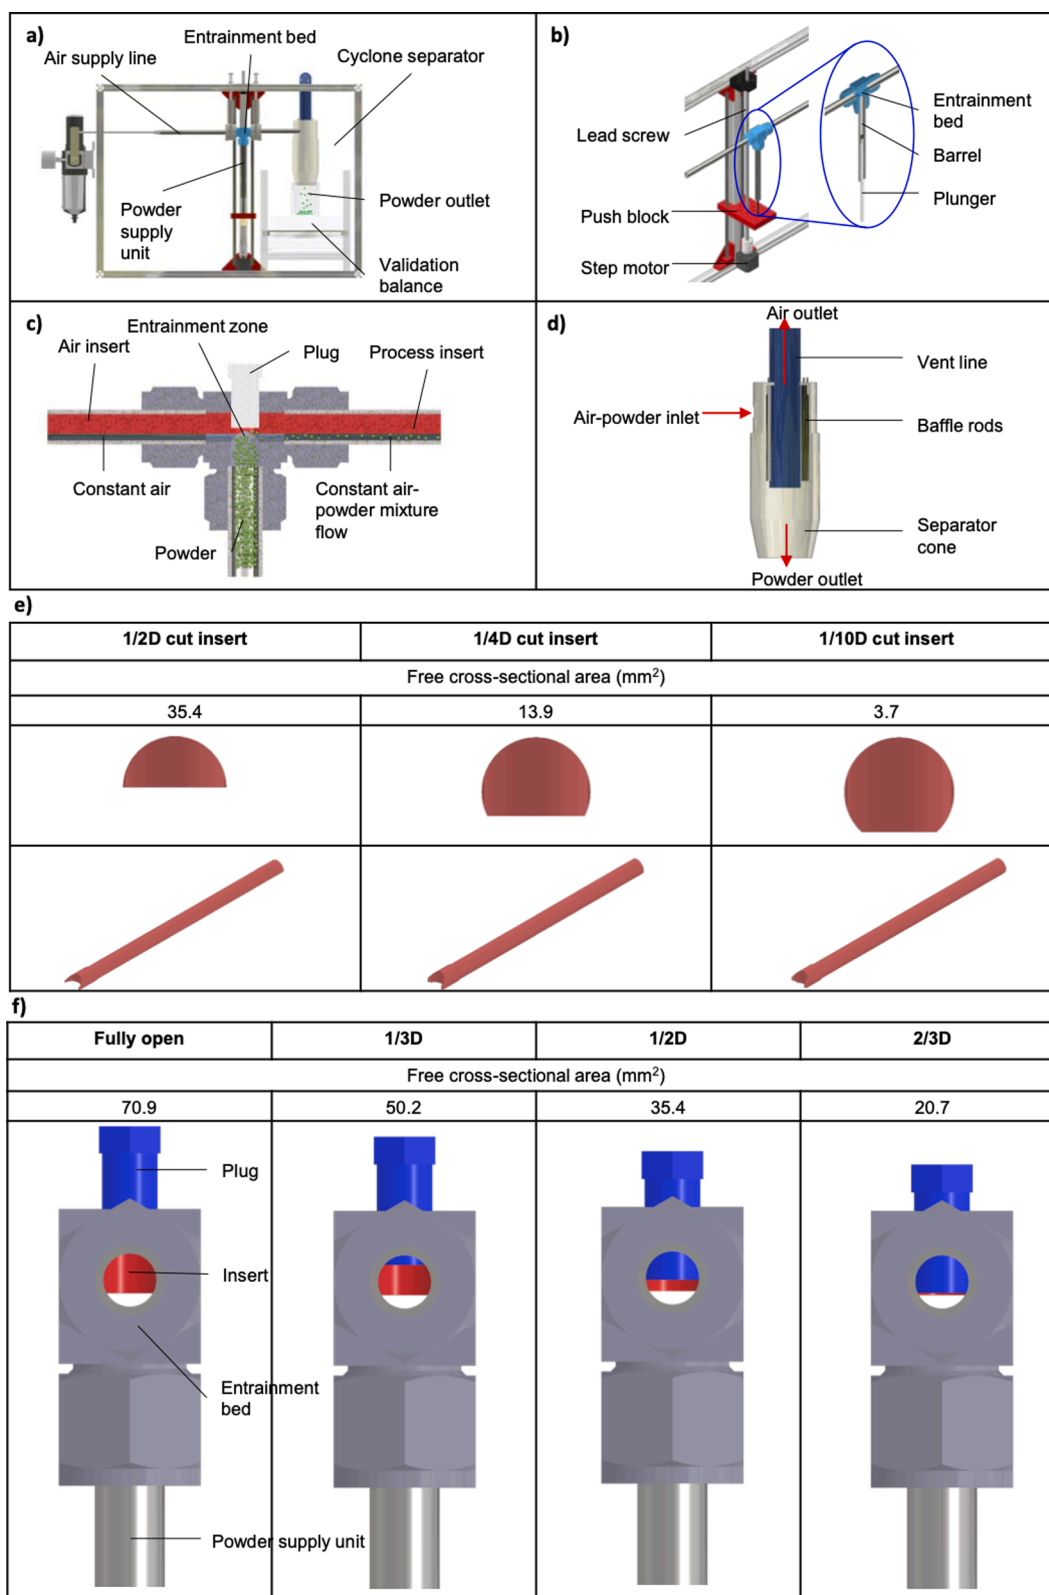 a)
Entrainment bed
Air supply line
Cyclone separator
Powder
supply
unit
Powder outlet
Validation
balance
b)
Lead screw
Push block
Step motor
Entrainment
bed
Barrel
Plunger
c)
Entrainment zone
Air insert
Plug
Process insert
Constant air
Constant air-
powder mixture
flow
Powder
d)
Air outlet
Vent line
Air-powder inlet
Baffle rods
Separator
cone
Powder outlet
e)
1/2D cut insert
1/4D cut insert
1/10D cut insert
Free cross-sectional area (mm²)
35.4
13.9
3.7
f)
Fully open
1/3D
1/2D
2/3D
Free cross-sectional area (mm²)
70.9
50.2
35.4
20.7
Plug
Insert
Entrainment
bed
Powder supply unit